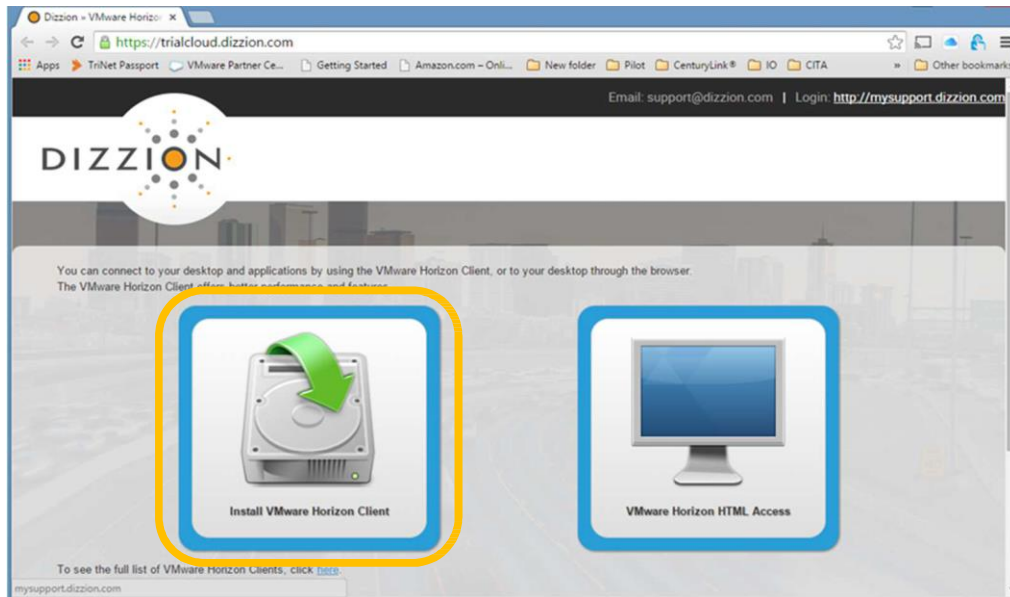 Dizzion » VMware Horizon
https://trialcloud.dizzion.com
Apps TriNet Passport VMware Partner Ce... Getting Started Amazon.com – Onli... New folder Pilot CenturyLink® IO CITA » Other bookmarks
Email: support@dizzion.com | Login: http://mysupport.dizzion.com
DIZZION
You can connect to your desktop and applications by using the VMware Horizon Client, or to your desktop through the browser.
The VMware Horizon Client offers better performance and features.
Install VMware Horizon Client
VMware Horizon HTML Access
To see the full list of VMware Horizon Clients, click here.
mysupport.dizzion.com